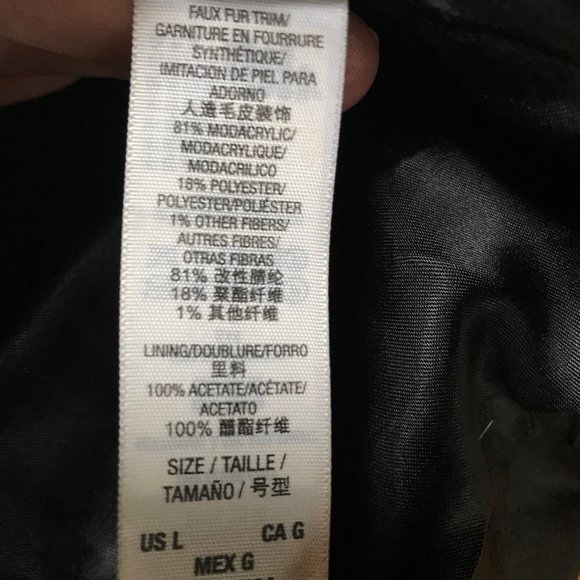 FAUX FUR TRIM/
GARNITURE EN FOURRURE
SYNTHÉTIQUE/
IMITACIÓN DE PIEL PARA
ADORNO
人造毛皮装饰
81% MODACRYLIC/
MODACRYLIQUE/
MODACRILICO
18% POLYESTER/
POLYESTER/POLIÉSTER
1% OTHER FIBERS/
AUTRES FIBRES/
OTRAS FIBRAS
81% 改性腈纶
18% 聚酯纤维
1% 其他纤维
LINING/DOUBLURE/FORRO
里料
100% ACETATE/ACÉTATE/
ACETATO
100% 醋酯纤维
SIZE / TAILLE /
TAMAÑO / 号型
US L CA G
MEX G